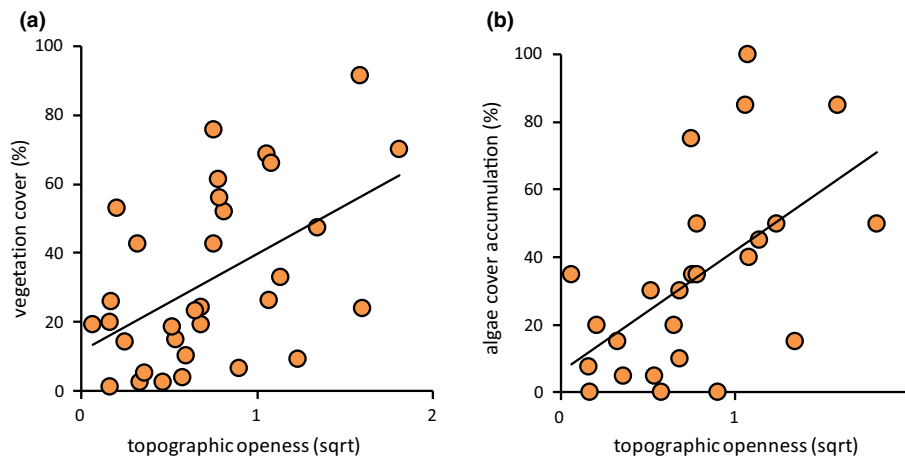 (a)
100
80
60
40
20
0
vegetation cover (%)
0 1 2
topographic openess (sqrt)
(b)
100
80
60
40
20
0
algae cover accumulation (%)
0 1
topographic openness (sqrt)